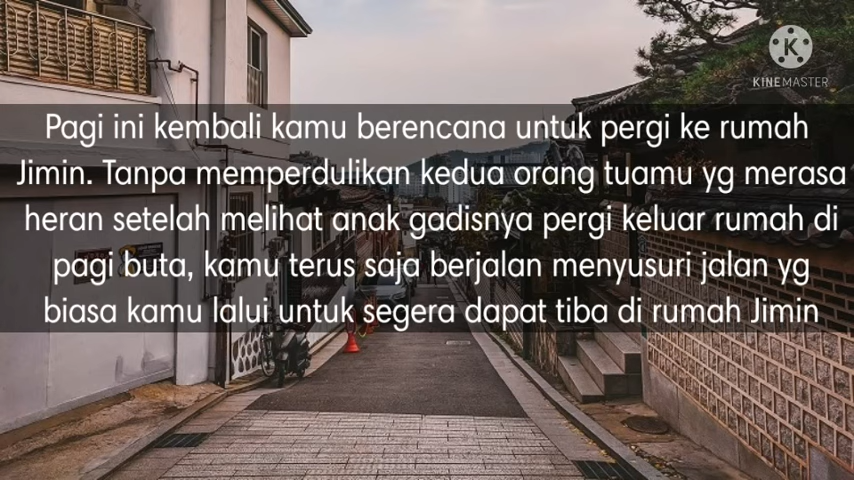 KINEMASTER
Pagi ini kembali kamu berencana untuk pergi ke rumah
Jimin. Tanpa memperdulikan kedua orang tuamu yg merasa
heran setelah melihat anak gadisnya pergi keluar rumah di
pagi buta, kamu terus saja berjalan menyusuri jalan yg
biasa kamu lalui untuk segera dapat tiba di rumah Jimin